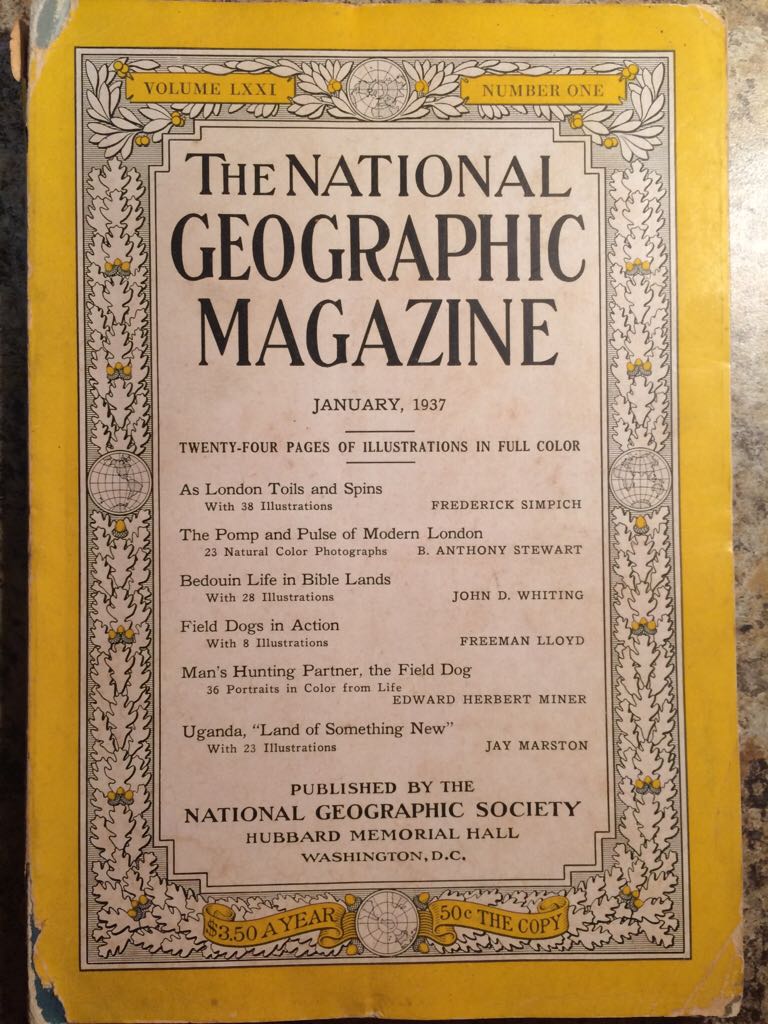 VOLUME LXXI
NUMBER ONE
THE NATIONAL
GEOGRAPHIC
MAGAZINE
JANUARY, 1937
TWENTY-FOUR PAGES OF ILLUSTRATIONS IN FULL COLOR
As London Toils and Spins
With 38 Illustrations FREDERICK SIMPICH
The Pomp and Pulse of Modern London
23 Natural Color Photographs B. ANTHONY STEWART
Bedouin Life in Bible Lands
With 28 Illustrations JOHN D. WHITING
Field Dogs in Action
With 8 Illustrations FREEMAN LLOYD
Man's Hunting Partner, the Field Dog
36 Portraits in Color from Life
EDWARD HERBERT MINER
Uganda, "Land of Something New"
With 23 Illustrations JAY MARSTON
PUBLISHED BY THE
NATIONAL GEOGRAPHIC SOCIETY
HUBBARD MEMORIAL HALL
WASHINGTON, D.C.
$3.50 A YEAR
50c THE COPY